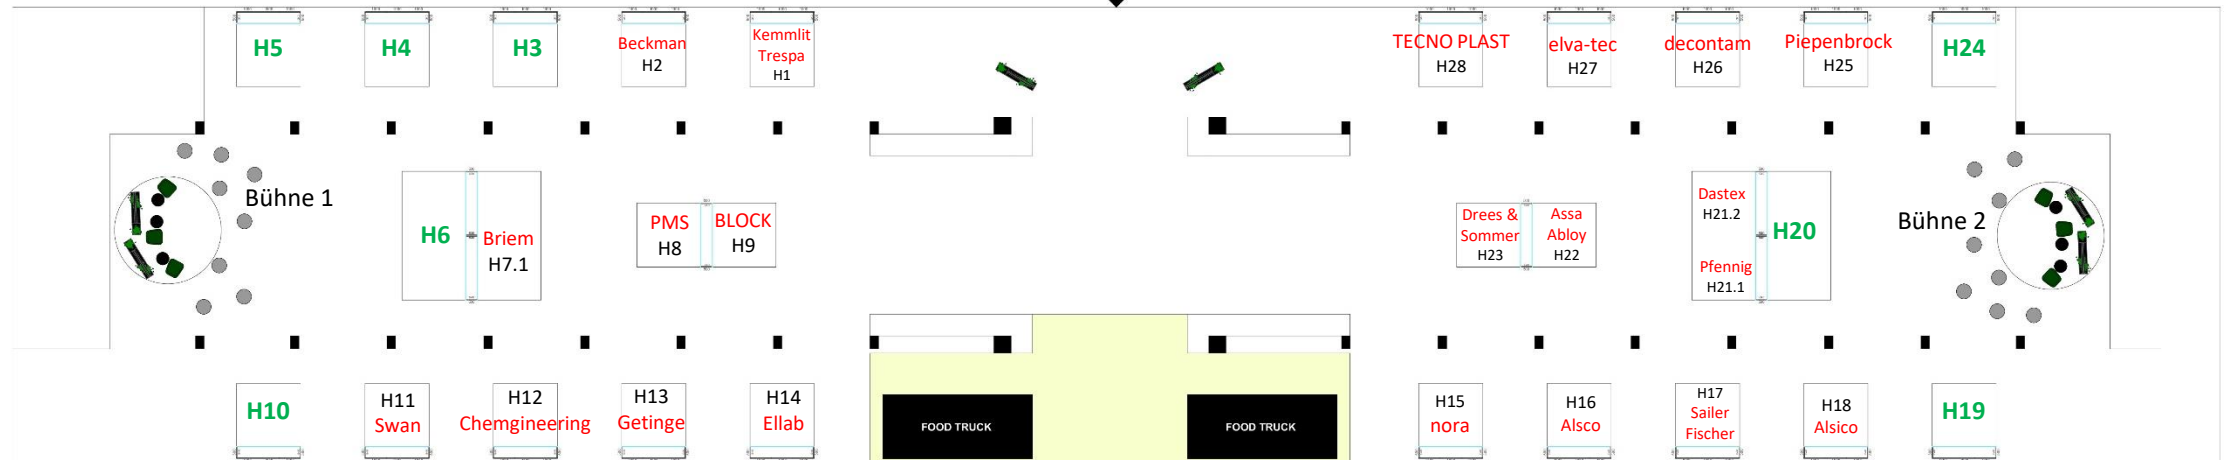 H5
H4
H3
Beckman
H2
Kemmlit
Trespa
H1
TECNO PLAST
H28
elva-tec
H27
decontam
H26
Piepenbrock
H25
H24
Bühne 1
H6
Briem
H7.1
PMS
H8
BLOCK
H9
Drees &
Sommer
H23
Assa
Abloy
H22
Dastex
H21.2
Pfennig
H21.1
H20
Bühne 2
H10
H11
Swan
H12
Chemgineering
H13
Getinge
H14
Ellab
FOOD TRUCK
FOOD TRUCK
H15
nora
H16
Alsco
H17
Sailer
Fischer
H18
Alsico
H19